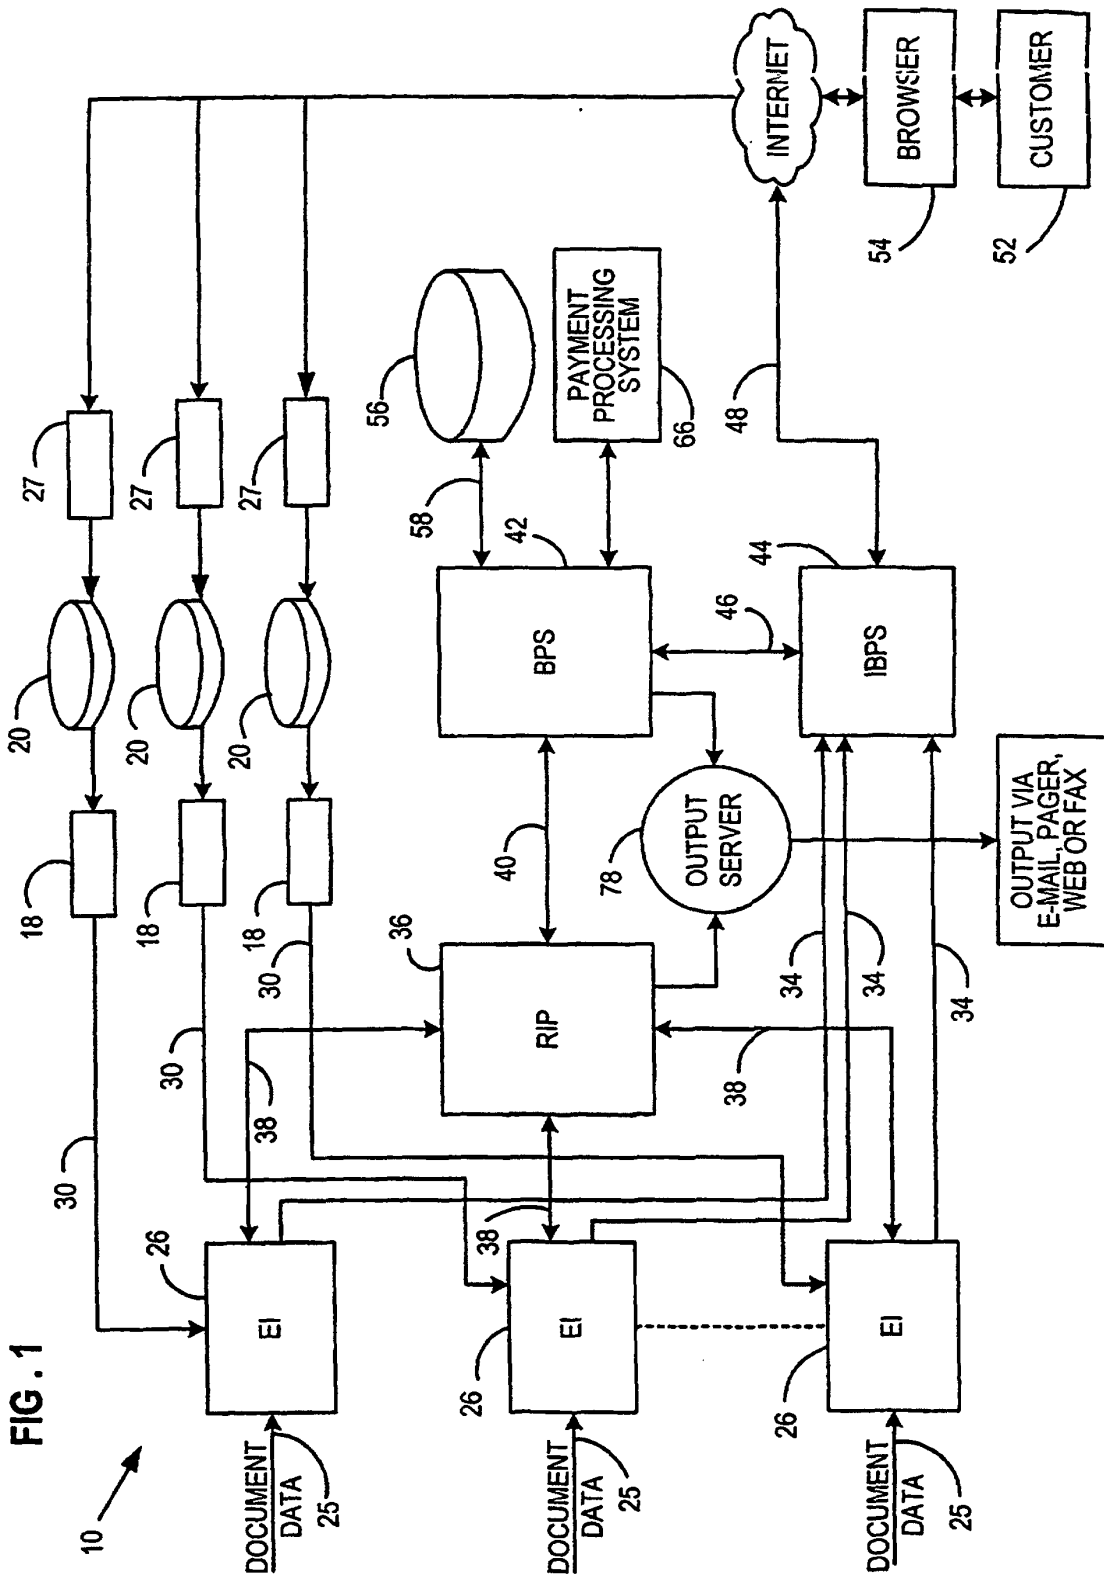 FIG. 1
10
DOCUMENT
DATA
25
DOCUMENT
DATA
25
DOCUMENT
DATA
25
26
EI
26
EI
26
EI
30
30
30
38
38
38
18
18
18
36
RIP
40
34
34
34
20
20
20
78
OUTPUT
SERVER
OUTPUT VIA
E-MAIL, PAGER,
WEB OR FAX
27
27
27
58
42
BPS
46
44
IBPS
56
PAYMENT
PROCESSING
SYSTEM
66
48
INTERNET
54
BROWSER
52
CUSTOMER